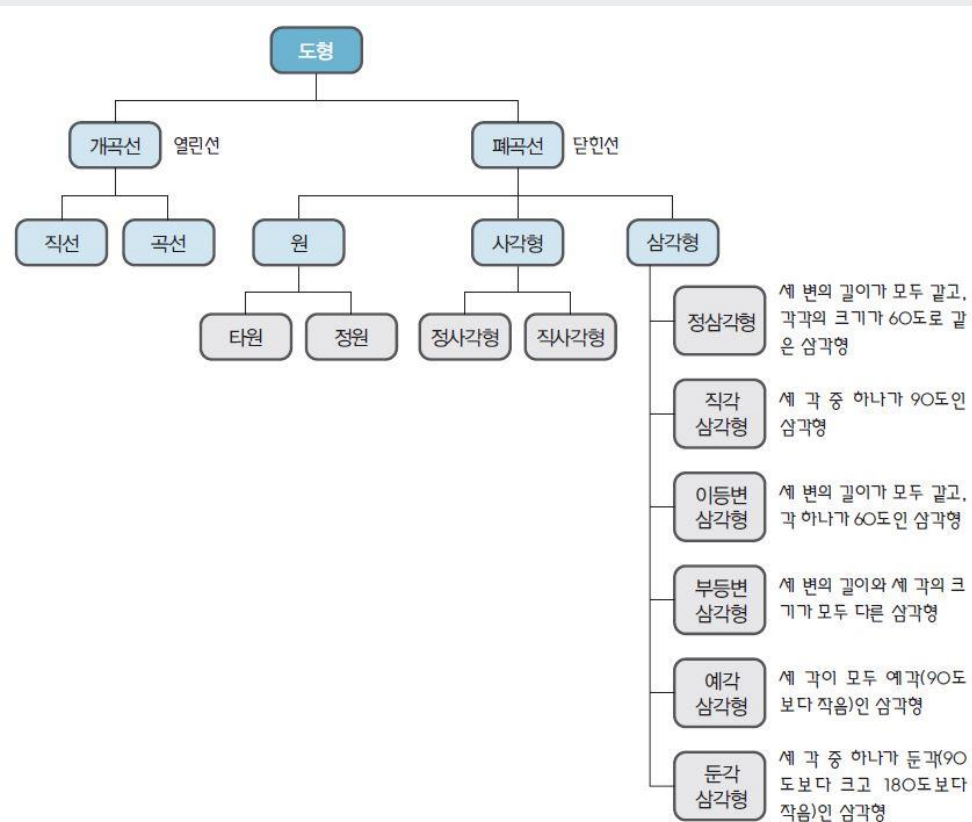 도형
개곡선 열린선
폐곡선 닫힌선
직선
곡선
원
사각형
삼각형
타원
정원
정사각형
직사각형
정삼각형
세 변의 길이가 모두 같고,
각각의 크기가 60도로 같
은 삼각형
직각
삼각형
세 각 중 하나가 90도인
삼각형
이등변
삼각형
세 변의 길이가 모두 같고,
각 하나가 60도인 삼각형
부등변
삼각형
세 변의 길이와 세 각의 크
기가 모두 다른 삼각형
예각
삼각형
세 각이 모두 예각(90도
보다 작음)인 삼각형
둔각
삼각형
세 각 중 하나가 둔각(90
도보다 크고 180도보다
작음)인 삼각형